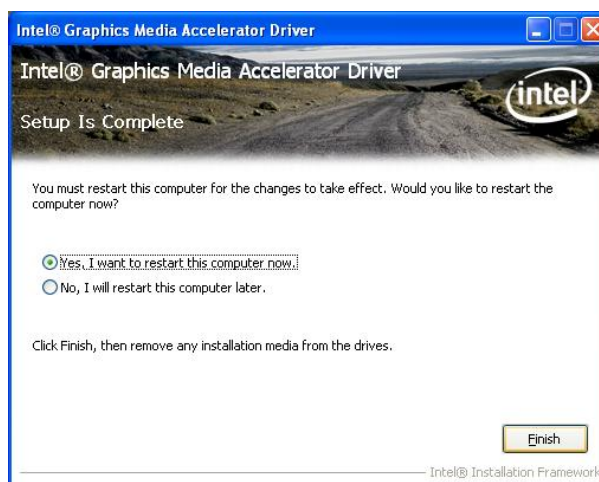 Intel® Graphics Media Accelerator Driver
Intel® Graphics Media Accelerator Driver
intel
Setup Is Complete
You must restart this computer for the changes to take effect. Would you like to restart the
computer now?
Yes, I want to restart this computer now.
No, I will restart this computer later.
Click Finish, then remove any installation media from the drives.
Finish
Intel® Installation Framework